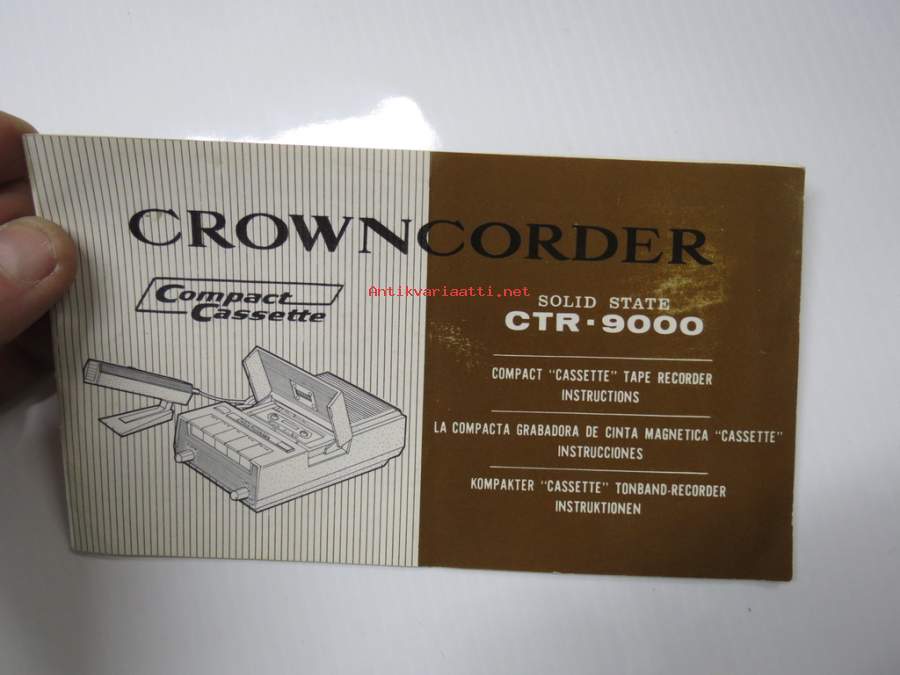 CROWNCORDER
Compact
Cassette
Antikvariaatti.net
SOLID STATE
CTR-9000
COMPACT "CASSETTE" TAPE RECORDER
INSTRUCTIONS
LA COMPACTA GRABADORA DE CINTA MAGNETICA "CASSETTE"
INSTRUCCIONES
KOMPAKTER "CASSETTE" TONBAND-RECORDER
INSTRUKTIONEN